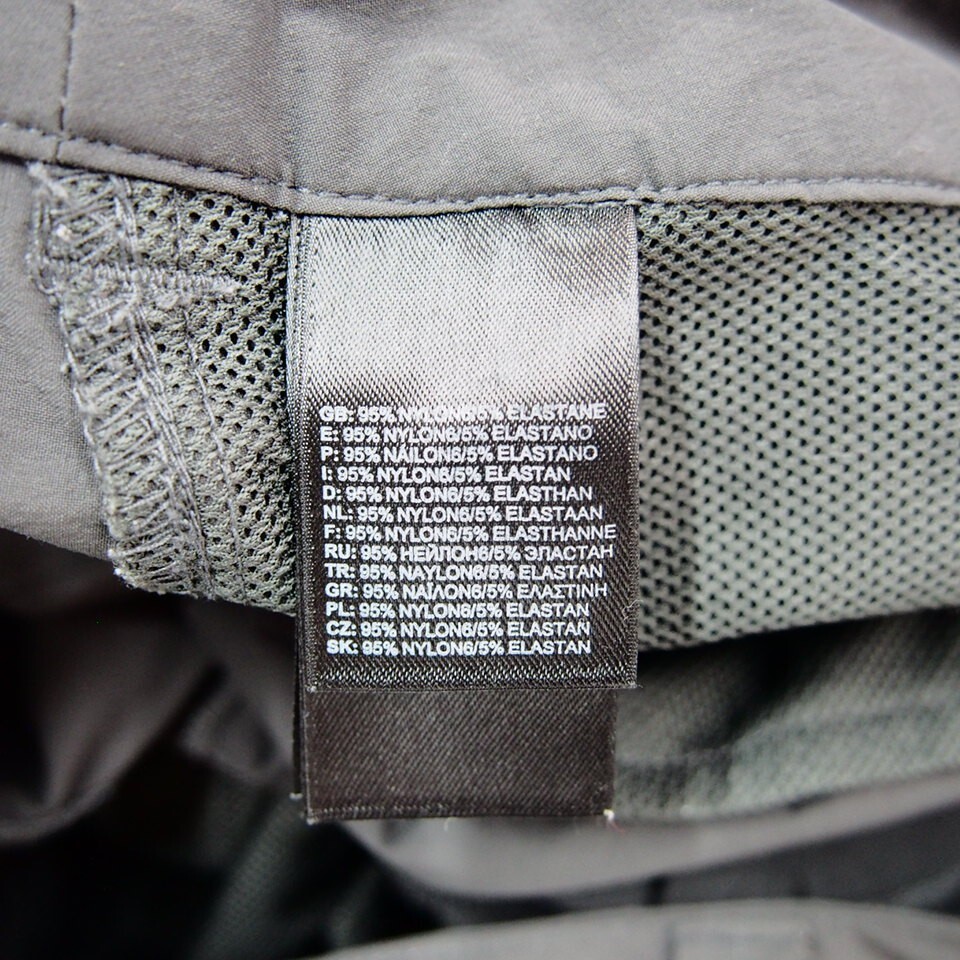 GB: 95% NYLON6/5% ELASTANE
E: 95% NYLON6/5% ELASTANO
P: 95% NÁILON6/5% ELASTANO
I: 95% NYLON6/5% ELASTAN
D: 95% NYLON6/5% ELASTHAN
NL: 95% NYLON6/5% ELASTAAN
F: 95% NYLON6/5% ELASTHANNE
RU: 95% НЕЙЛОН6/5% ЭЛАСТАН
TR: 95% NAYLON6/5% ELASTAN
GR: 95% ΝΑΪΛΟΝ6/5% ΕΛΑΣΤΙΝΗ
PL: 95% NYLON6/5% ELASTAN
CZ: 95% NYLON6/5% ELASTAN
SK: 95% NYLON6/5% ELASTAN